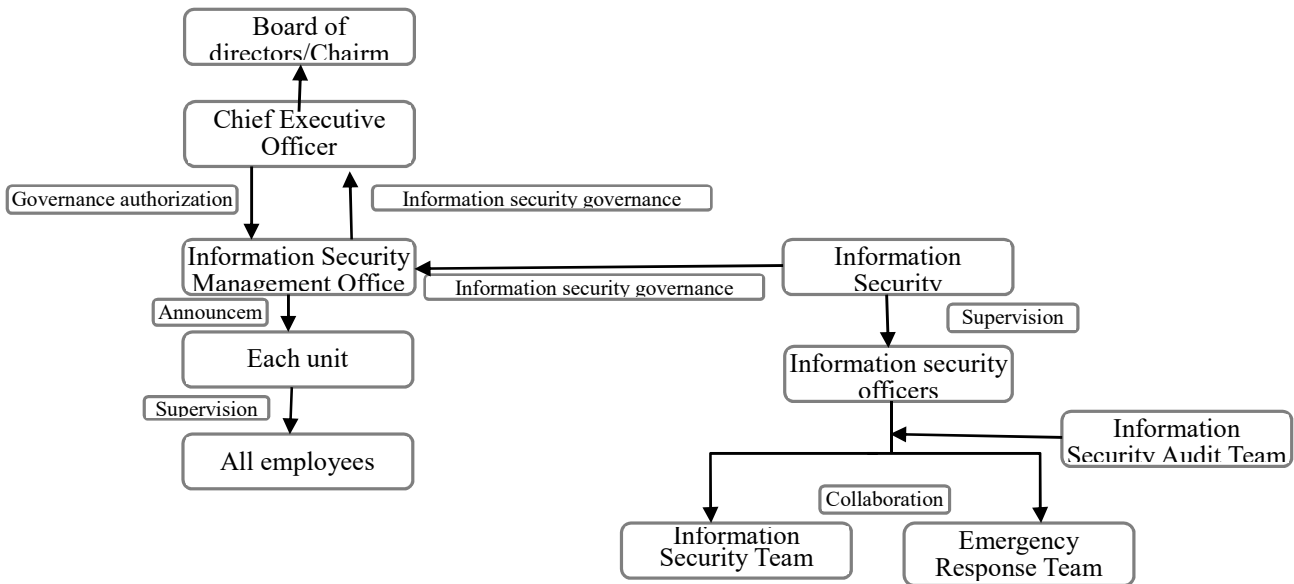 Board of
directors/Chairm
Chief Executive
Officer
Governance authorization
Information security governance
Information Security
Management Office
Information
Security
Information security governance
Announcem
Supervision
Each unit
Information security
officers
Supervision
Information
Security Audit Team
All employees
Collaboration
Information
Security Team
Emergency
Response Team